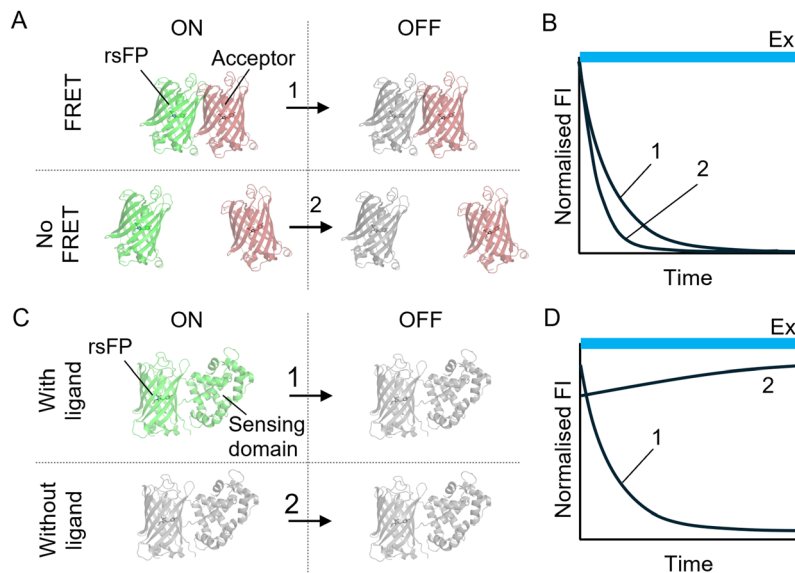 A
ON
OFF
rsFP
Acceptor
FRET
1
No
FRET
2
B
Ex
Normalised FI
1
2
Time
C
ON
OFF
rsFP
With
ligand
1
Sensing
domain
Without
ligand
2
D
Ex
Normalised FI
2
1
Time